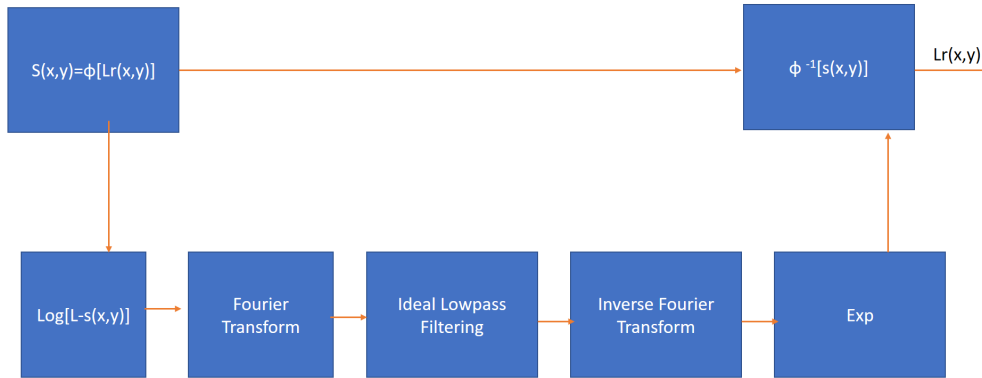 S(x,y)=ф[Lr(x,y)]
ф ⁻¹[s(x,y)]
Lr(x,y)
Log[L-s(x,y)]
Fourier
Transform
Ideal Lowpass
Filtering
Inverse Fourier
Transform
Exp